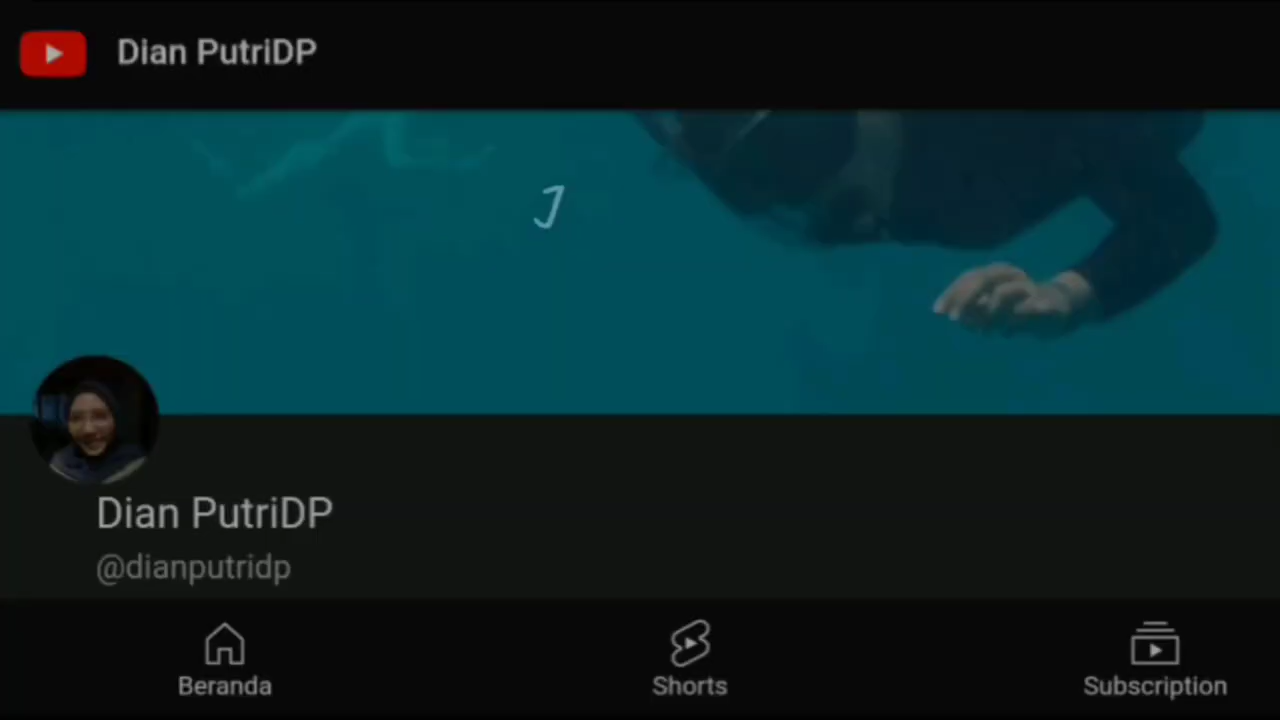 Dian PutriDP
J
Dian PutriDP
@dianputridp
Beranda
Shorts
Subscription